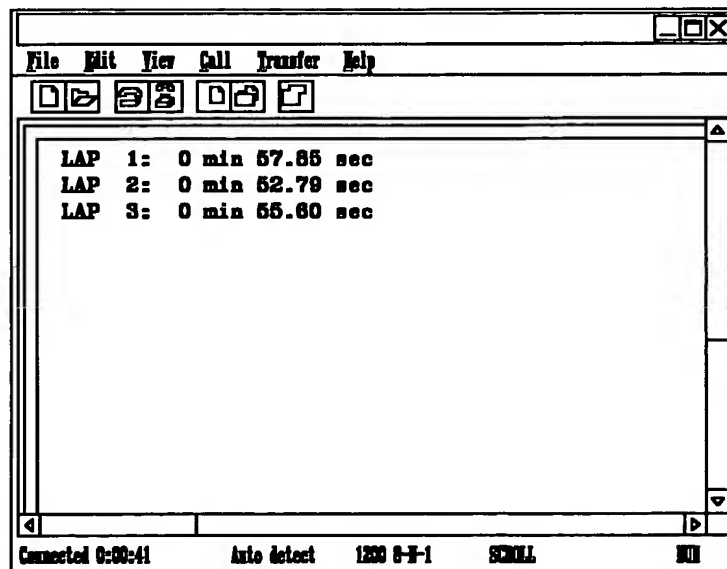 File Edit View Call Transfer Help
LAP 1: 0 min 57.85 sec
LAP 2: 0 min 52.79 sec
LAP 3: 0 min 55.60 sec
Connected 0:00:41 Auto detect 1200 8-N-1 SCROLL NUM